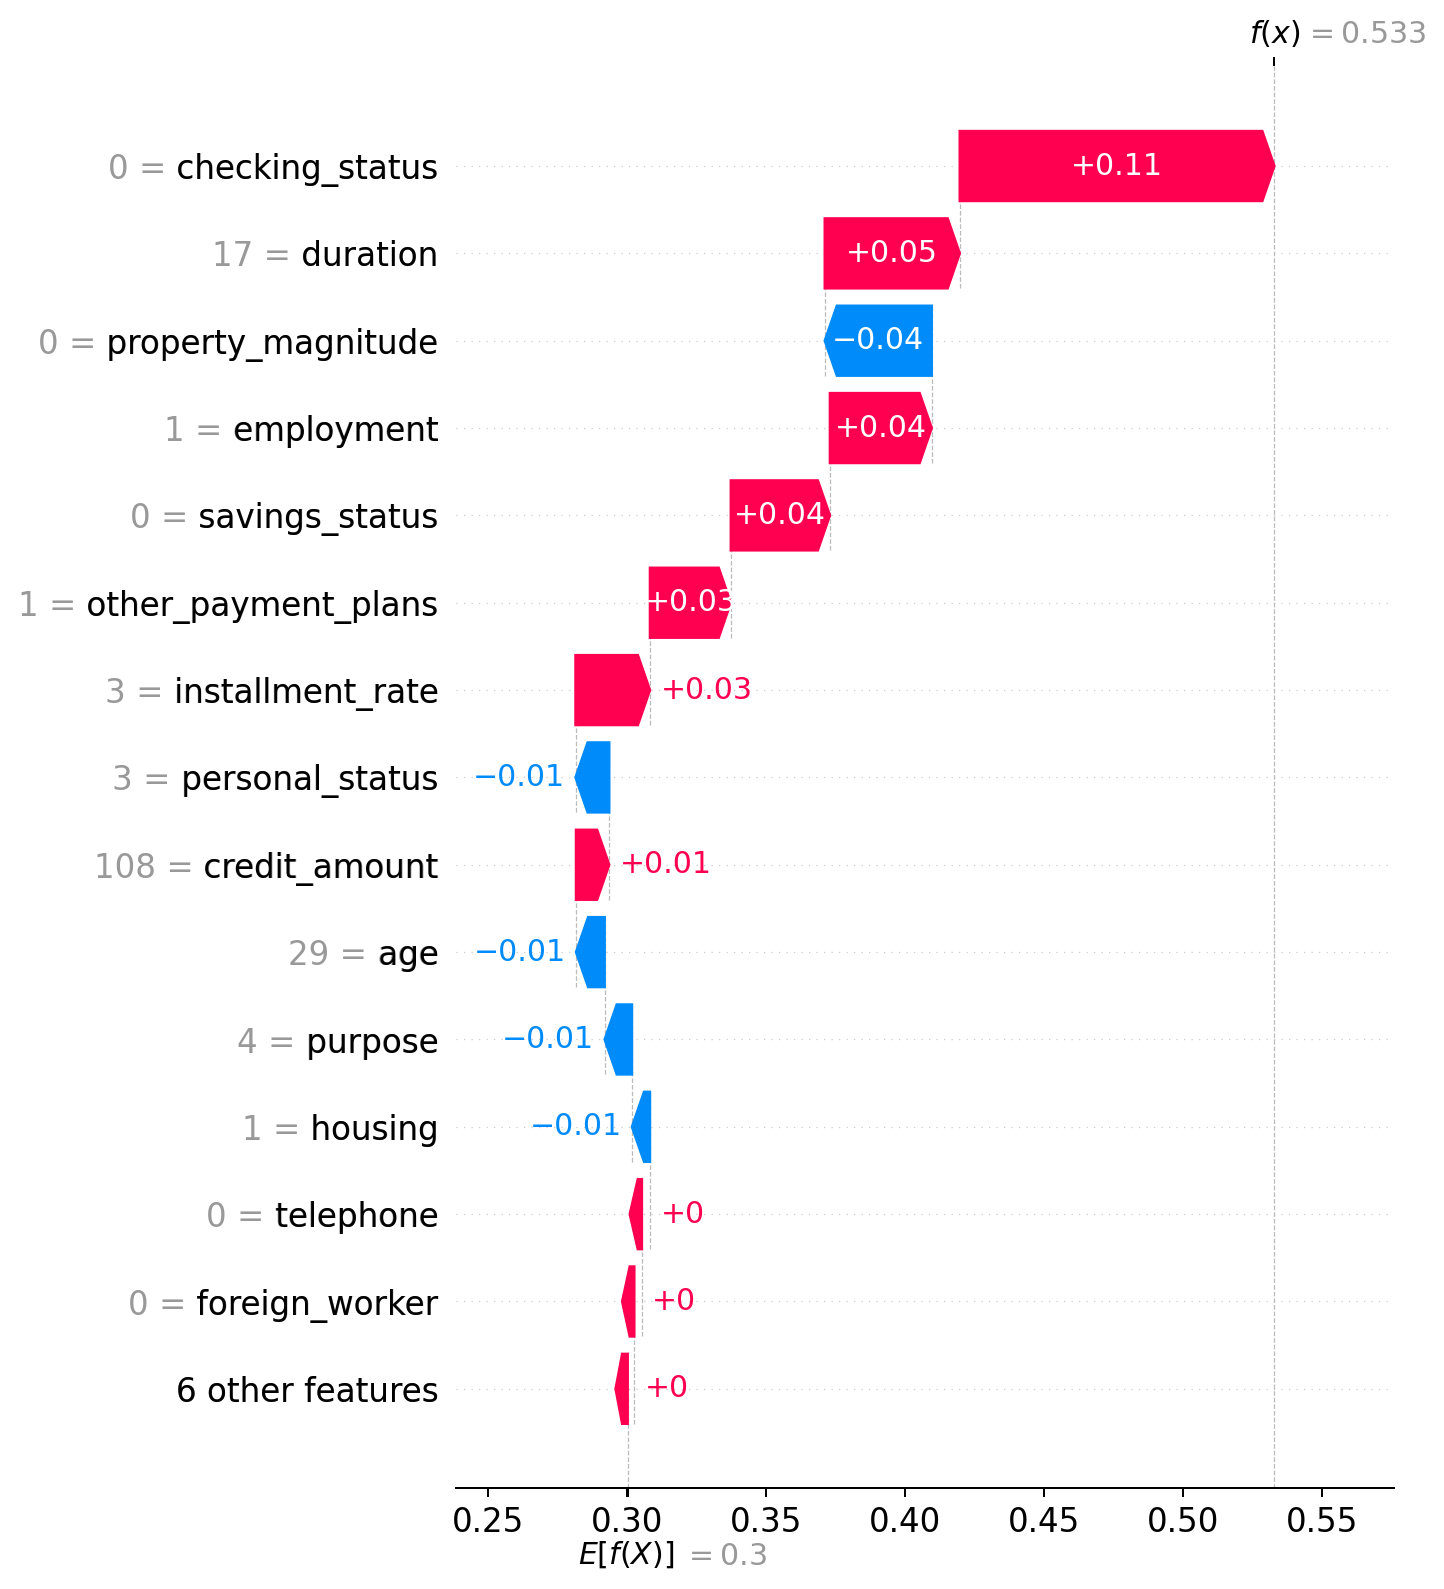 f(x) = 0.533
0 = checking_status +0.11
17 = duration +0.05
0 = property_magnitude −0.04
1 = employment +0.04
0 = savings_status +0.04
1 = other_payment_plans +0.03
3 = installment_rate +0.03
3 = personal_status −0.01
108 = credit_amount +0.01
29 = age −0.01
4 = purpose −0.01
1 = housing −0.01
0 = telephone +0
0 = foreign_worker +0
6 other features +0
0.25 0.30 0.35 0.40 0.45 0.50 0.55
E[f(X)] = 0.3